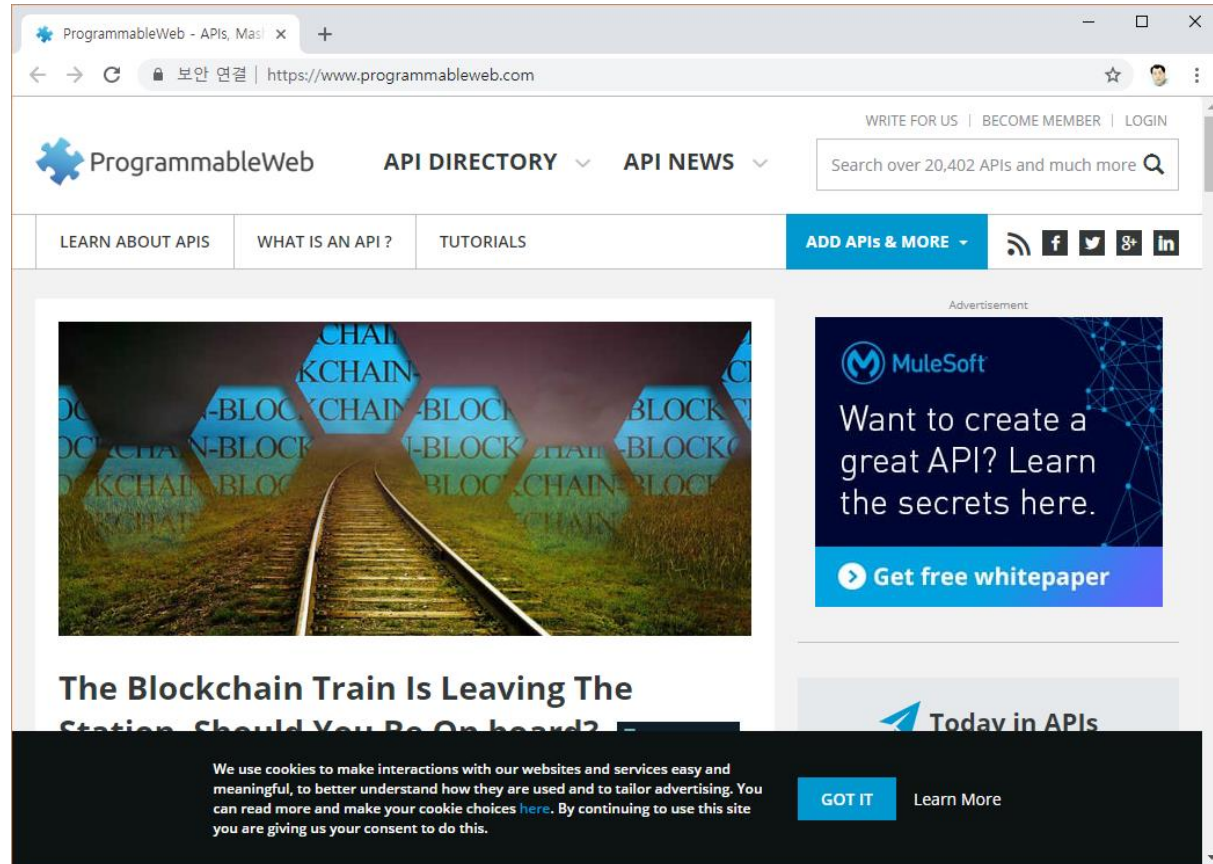 ProgrammableWeb - APIs, Mas
보안 연결 | https://www.programmableweb.com
WRITE FOR US | BECOME MEMBER | LOGIN
ProgrammableWeb
API DIRECTORY
API NEWS
Search over 20,402 APIs and much more
LEARN ABOUT APIS
WHAT IS AN API ?
TUTORIALS
ADD APIs & MORE
Advertisement
MuleSoft
Want to create a
great API? Learn
the secrets here.
Get free whitepaper
The Blockchain Train Is Leaving The
Station. Should You Be On board?
Today in APIs
We use cookies to make interactions with our websites and services easy and
meaningful, to better understand how they are used and to tailor advertising. You
can read more and make your cookie choices here. By continuing to use this site
you are giving us your consent to do this.
GOT IT
Learn More